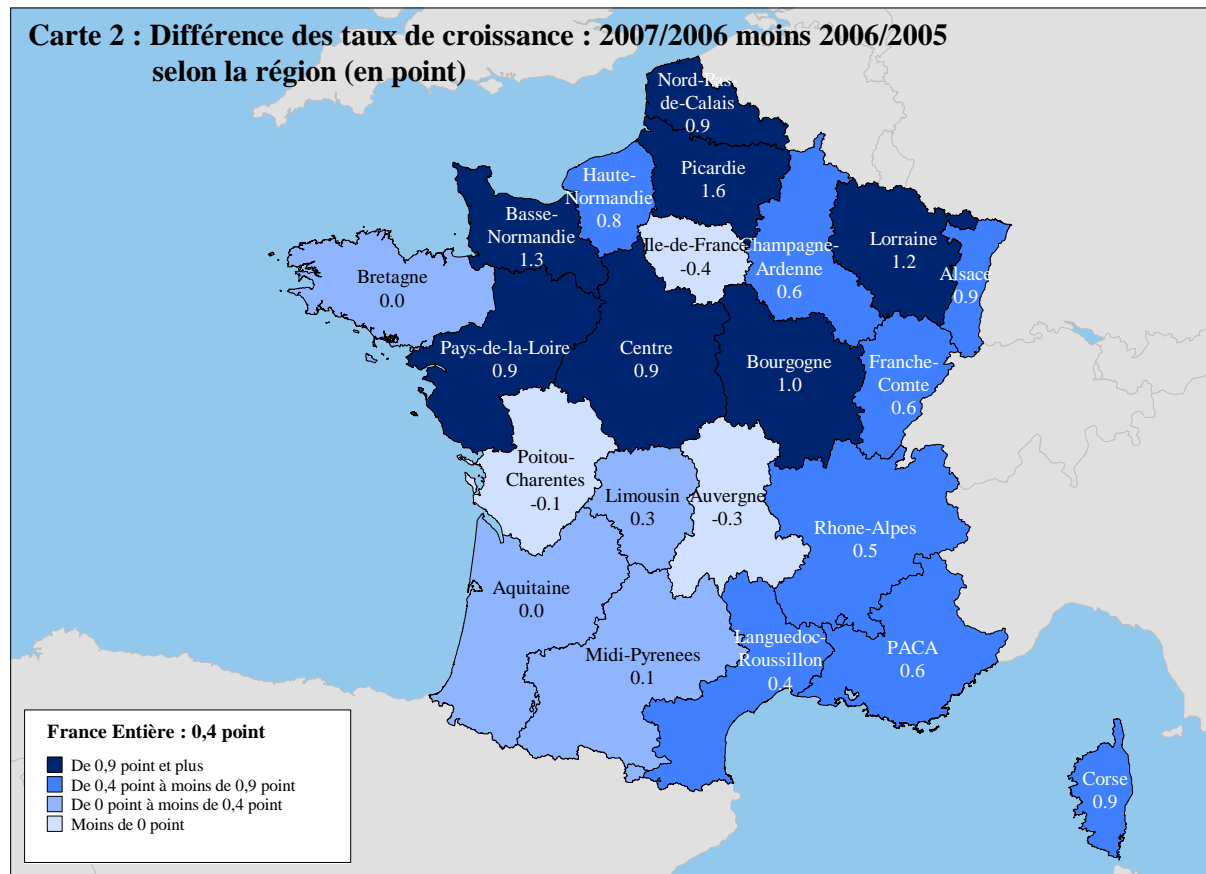 Carte 2 : Différence des taux de croissance : 2007/2006 moins 2006/2005
selon la région (en point)
Nord-Pas-
de-Calais
0.9
Picardie
1.6
Haute-
Normandie
0.8
Basse-
Normandie
1.3
Ile-de-France
-0.4
Champagne-
Ardenne
0.6
Lorraine
1.2
Alsace
0.9
Bretagne
0.0
Pays-de-la-Loire
0.9
Centre
0.9
Bourgogne
1.0
Franche-
Comte
0.6
Poitou-
Charentes
-0.1
Limousin
0.3
Auvergne
-0.3
Rhone-Alpes
0.5
Aquitaine
0.0
Midi-Pyrenees
0.1
Languedoc-
Roussillon
0.4
PACA
0.6
Corse
0.9
France Entière : 0,4 point
De 0,9 point et plus
De 0,4 point à moins de 0,9 point
De 0 point à moins de 0,4 point
Moins de 0 point